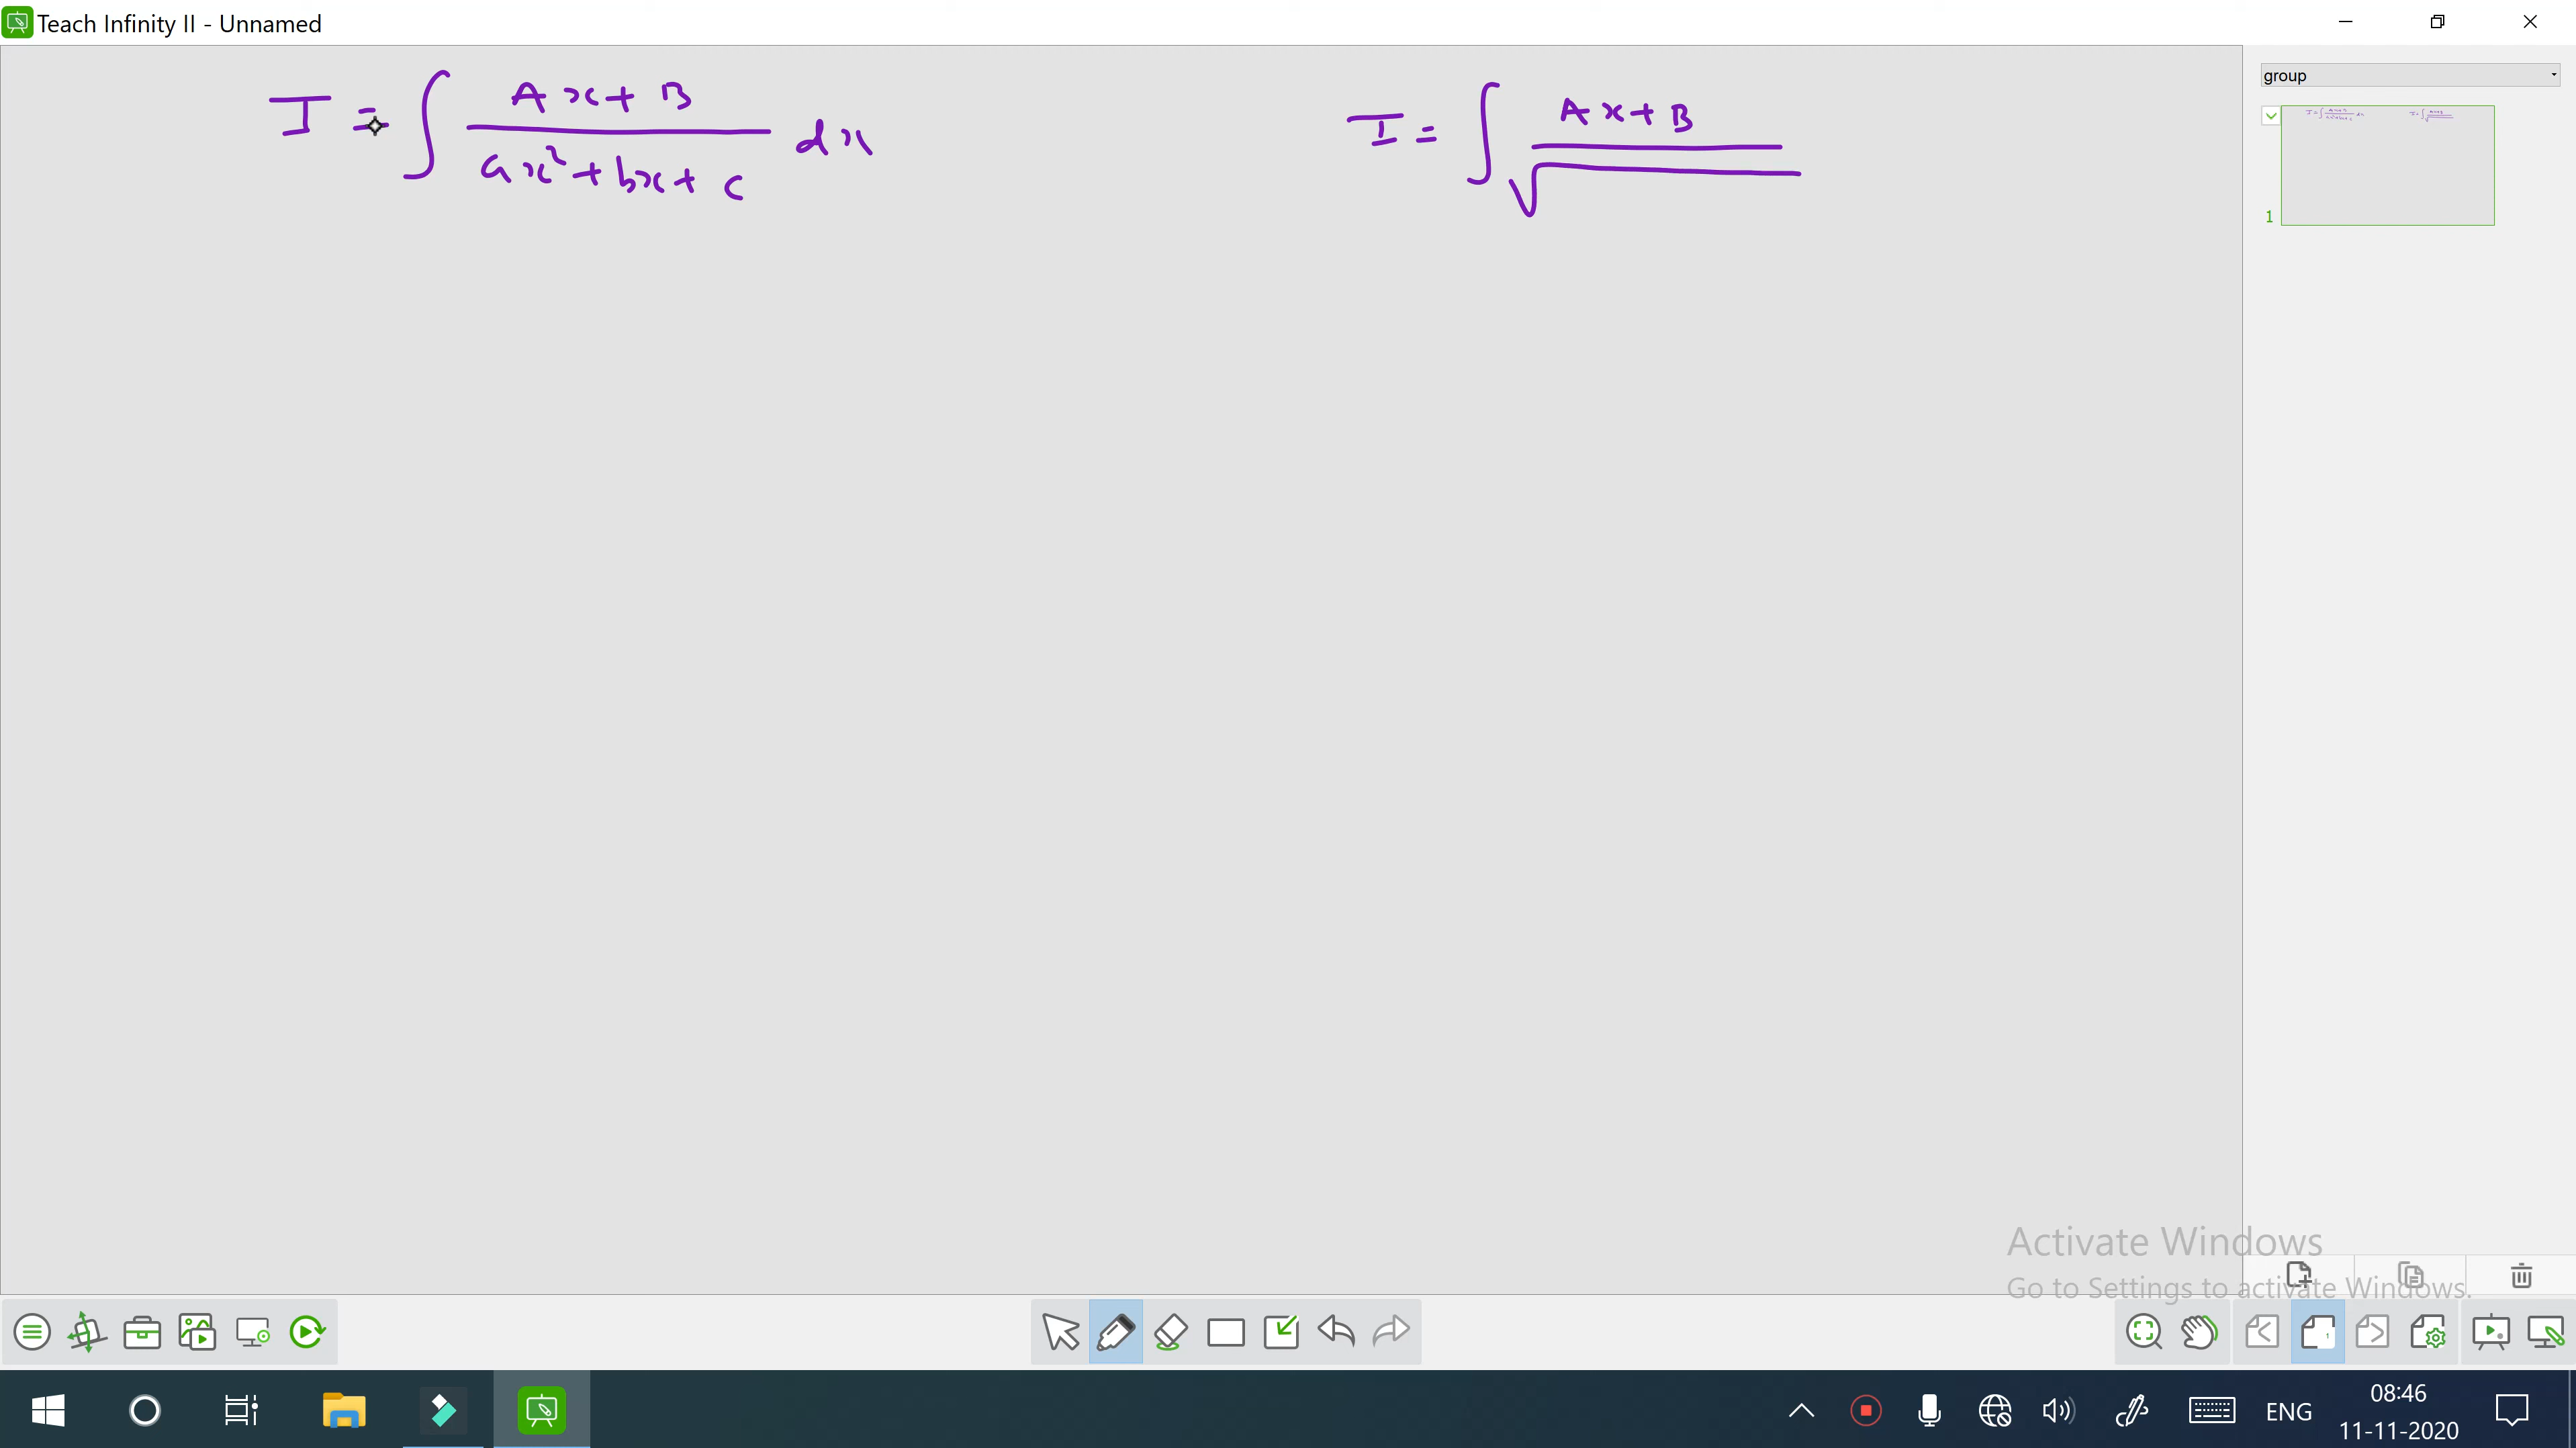 Teach Infinity II - Unnamed
group
I = ∫ (Ax + B) / (ax² + bx + c) dx
I = ∫ (Ax + B) / √
1
Activate Windows
Go to Settings to activate Windows.
1
ENG
08:46
11-11-2020